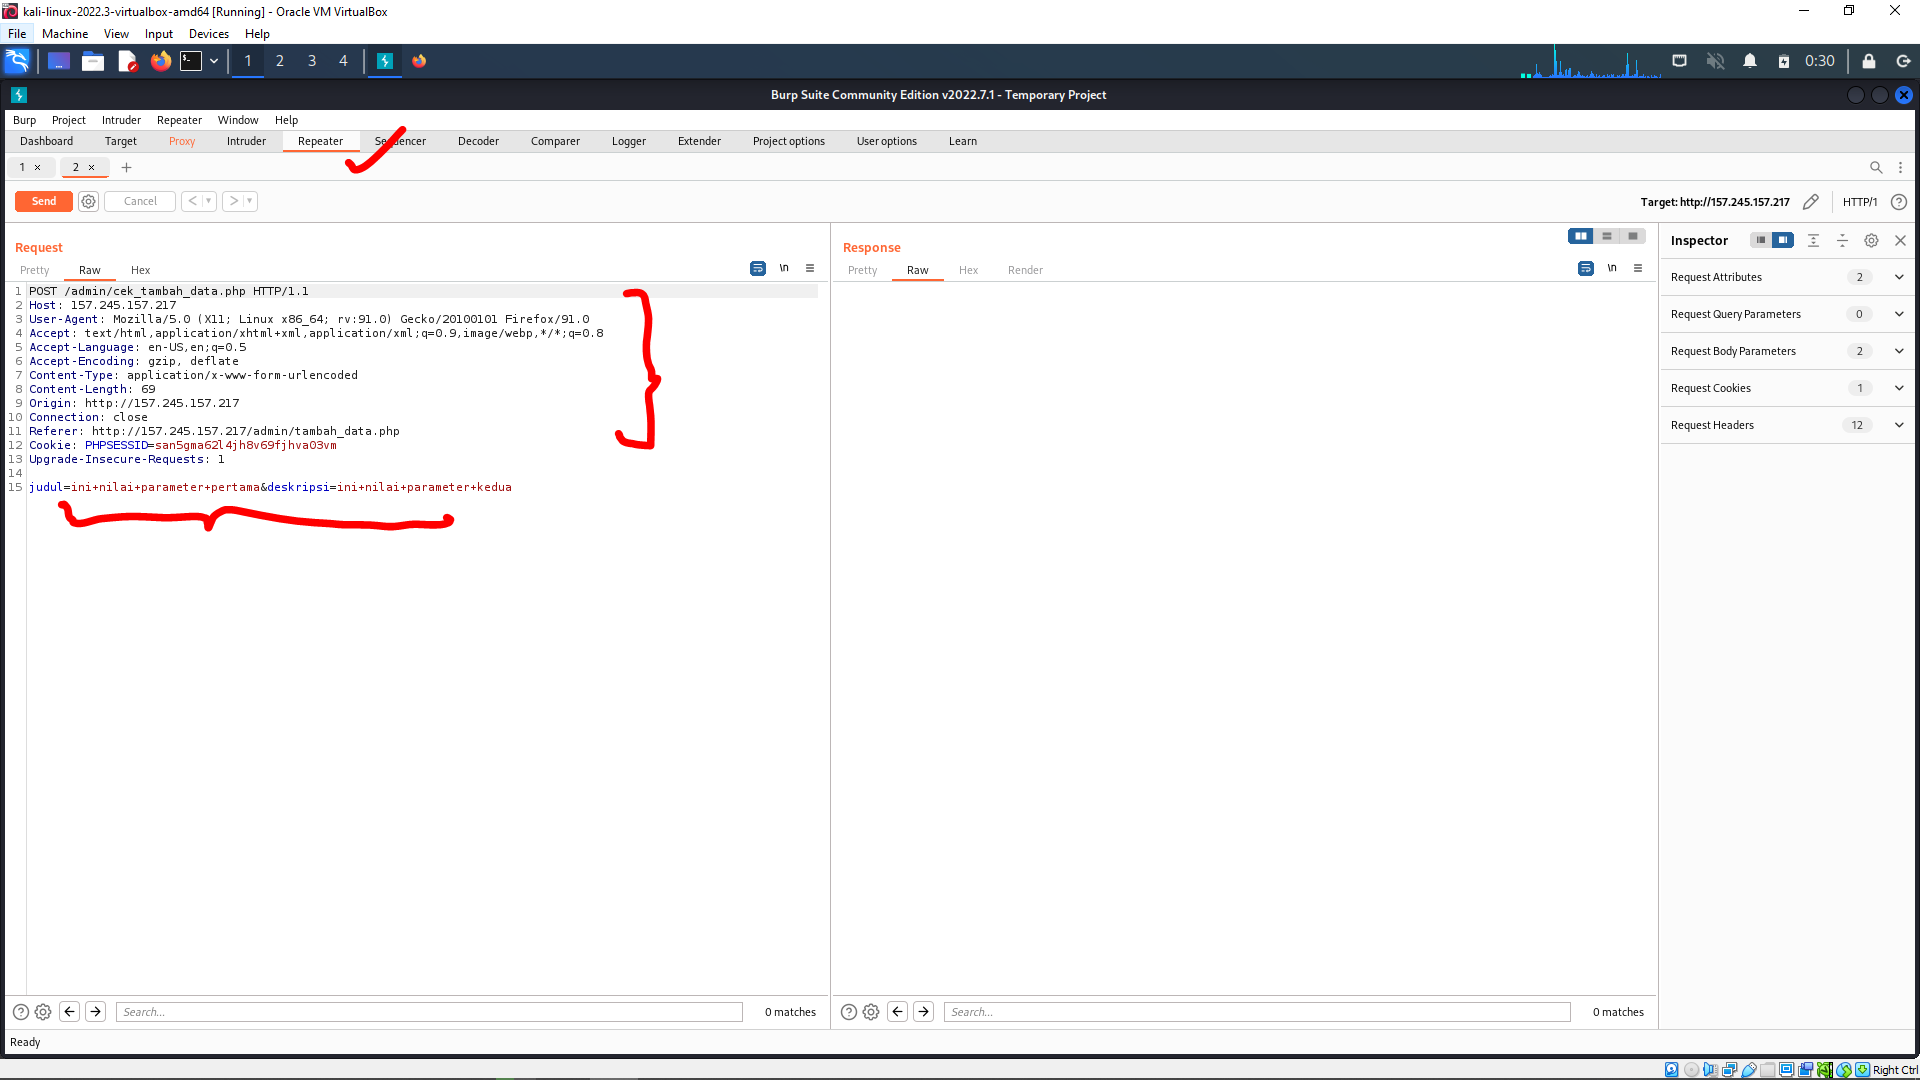 kali-linux-2022.3-virtualbox-amd64 [Running] - Oracle VM VirtualBox
File Machine View Input Devices Help
1 2 3 4 0:30
Burp Suite Community Edition v2022.7.1 - Temporary Project
Burp Project Intruder Repeater Window Help
Dashboard Target Proxy Intruder Repeater Sequencer Decoder Comparer Logger Extender Project options User options Learn
1 × 2 × +
Send Cancel < > Target: http://157.245.157.217 HTTP/1 ?
Request
Pretty Raw Hex \n
1 POST /admin/cek_tambah_data.php HTTP/1.1
2 Host: 157.245.157.217
3 User-Agent: Mozilla/5.0 (X11; Linux x86_64; rv:91.0) Gecko/20100101 Firefox/91.0
4 Accept: text/html,application/xhtml+xml,application/xml;q=0.9,image/webp,*/*;q=0.8
5 Accept-Language: en-US,en;q=0.5
6 Accept-Encoding: gzip, deflate
7 Content-Type: application/x-www-form-urlencoded
8 Content-Length: 69
9 Origin: http://157.245.157.217
10 Connection: close
11 Referer: http://157.245.157.217/admin/tambah_data.php
12 Cookie: PHPSESSID=san5gma62l4jh8v69fjhva03vm
13 Upgrade-Insecure-Requests: 1
14
15 judul=ini+nilai+parameter+pertama&deskripsi=ini+nilai+parameter+kedua
Response
Pretty Raw Hex Render \n
Inspector
Request Attributes 2
Request Query Parameters 0
Request Body Parameters 2
Request Cookies 1
Request Headers 12
? Search... 0 matches
? Search... 0 matches
Ready
Right Ctrl